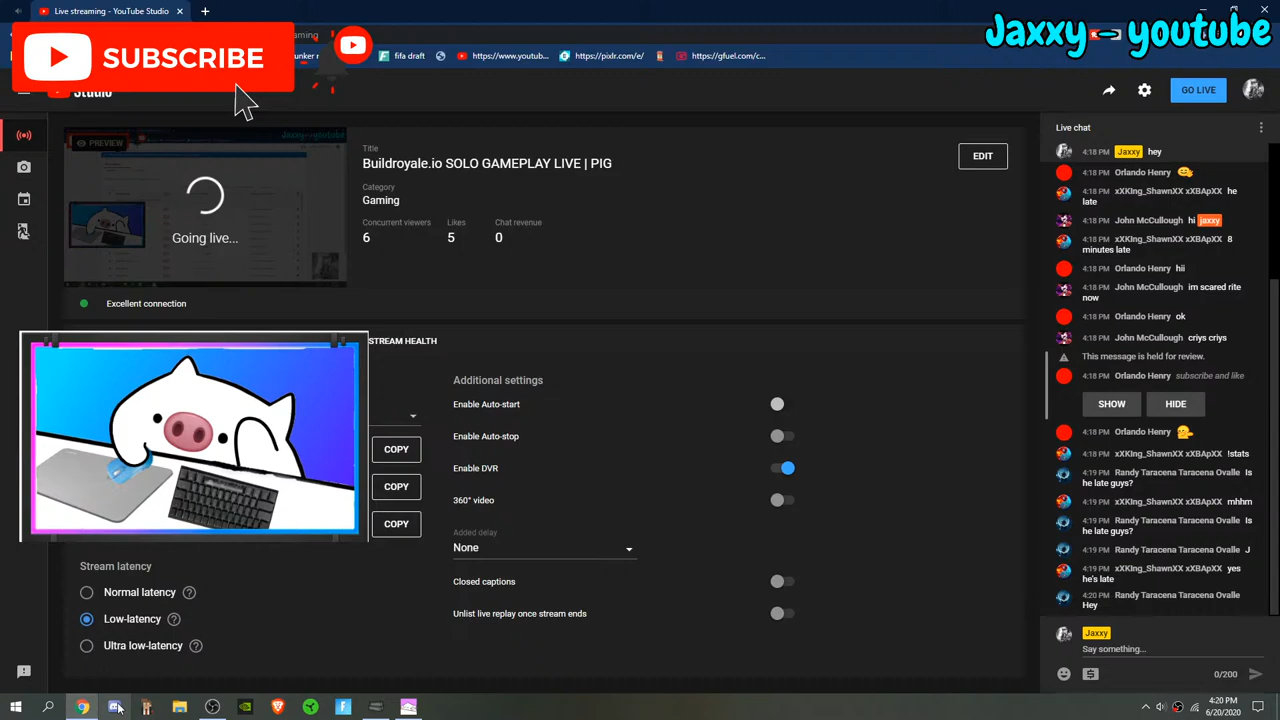 Live streaming - YouTube Studio
Jaxxy - youtube
SUBSCRIBE
fifa draft
https://www.youtub...
https://pixlr.com/e/
https://gfuel.com/c...
Studio
GO LIVE
PREVIEW
Going live...
Title
Buildroyale.io SOLO GAMEPLAY LIVE | PIG
EDIT
Category
Gaming
Concurrent viewers
Likes
Chat revenue
6
5
0
Excellent connection
STREAM HEALTH
Additional settings
Enable Auto-start
Enable Auto-stop
Enable DVR
360° video
Added delay
None
Closed captions
Unlist live replay once stream ends
COPY
COPY
COPY
Stream latency
Normal latency
Low-latency
Ultra low-latency
Live chat
4:18 PM Jaxxy hey
4:18 PM Orlando Henry
4:18 PM xXKIng_ShawnXX xXBApXX he
late
4:18 PM John McCullough hi jaxxy
4:18 PM xXKIng_ShawnXX xXBApXX 8
minutes late
4:18 PM Orlando Henry hii
4:18 PM John McCullough im scared rite
now
4:18 PM Orlando Henry ok
4:18 PM John McCullough criys criys
This message is held for review.
4:18 PM Orlando Henry subscribe and like
SHOW
HIDE
4:18 PM Orlando Henry
4:18 PM xXKIng_ShawnXX xXBApXX !stats
4:19 PM Randy Taracena Taracena Ovalle Is
he late guys?
4:19 PM xXKIng_ShawnXX xXBApXX mhhm
4:19 PM Randy Taracena Taracena Ovalle Is
he late guys?
4:19 PM Randy Taracena Taracena Ovalle J
4:19 PM xXKIng_ShawnXX xXBApXX yes
he's late
4:20 PM Randy Taracena Taracena Ovalle
Hey
Jaxxy
Say something...
0/200
4:20 PM
6/20/2020